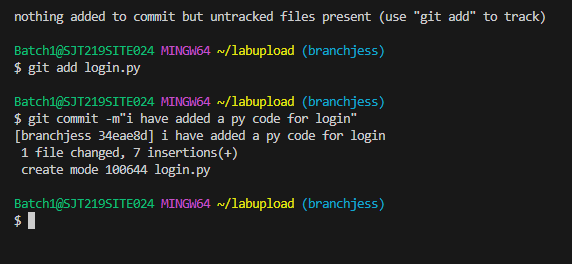 nothing added to commit but untracked files present (use "git add" to track)
Batch1@SJT219SITE024 MINGW64 ~/labupload (branchjess)
$ git add login.py
Batch1@SJT219SITE024 MINGW64 ~/labupload (branchjess)
$ git commit -m"i have added a py code for login"
[branchjess 34eae8d] i have added a py code for login
1 file changed, 7 insertions(+)
create mode 100644 login.py
Batch1@SJT219SITE024 MINGW64 ~/labupload (branchjess)
$